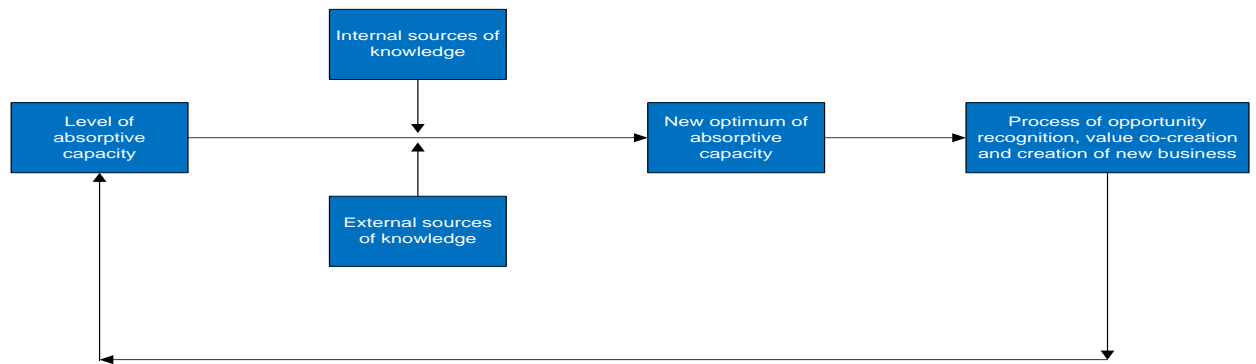 Internal sources of
knowledge
Level of
absorptive
capacity
New optimum of
absorptive
capacity
Process of opportunity
recognition, value co-creation
and creation of new business
External sources
of knowledge